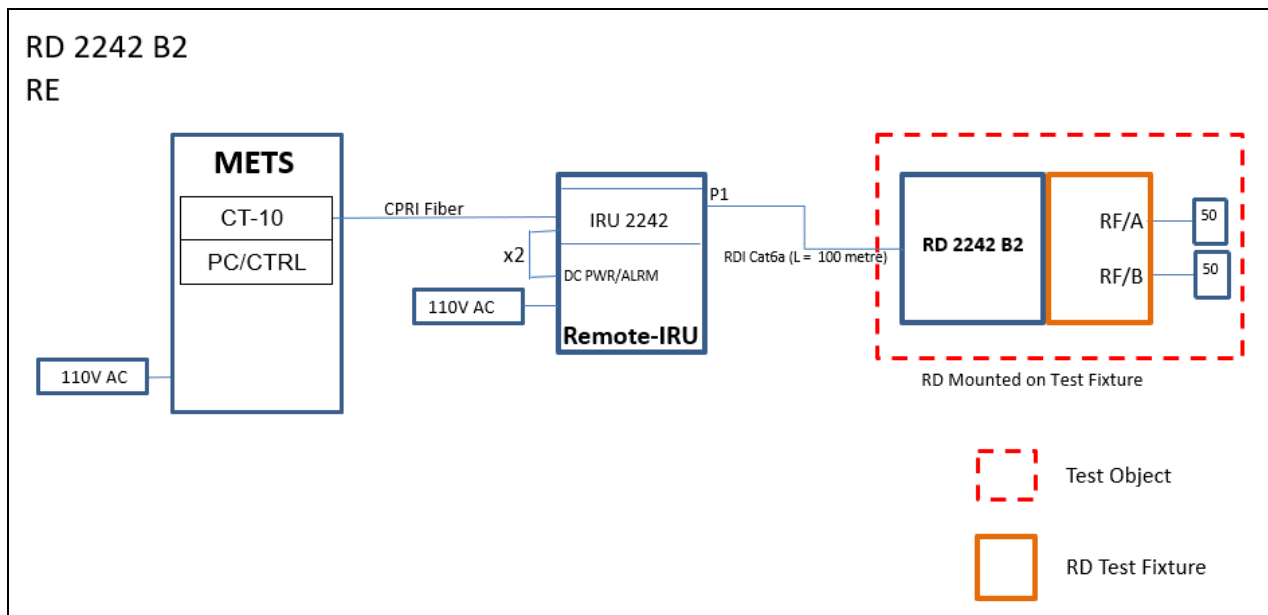 RD 2242 B2
RE
METS
CT-10
PC/CTRL
110V AC
CPRI Fiber
x2
110V AC
IRU 2242
DC PWR/ALRM
Remote-IRU
P1
RDI Cat6a (L = 100 metre)
RD 2242 B2
RF/A
RF/B
50
50
RD Mounted on Test Fixture
Test Object
RD Test Fixture